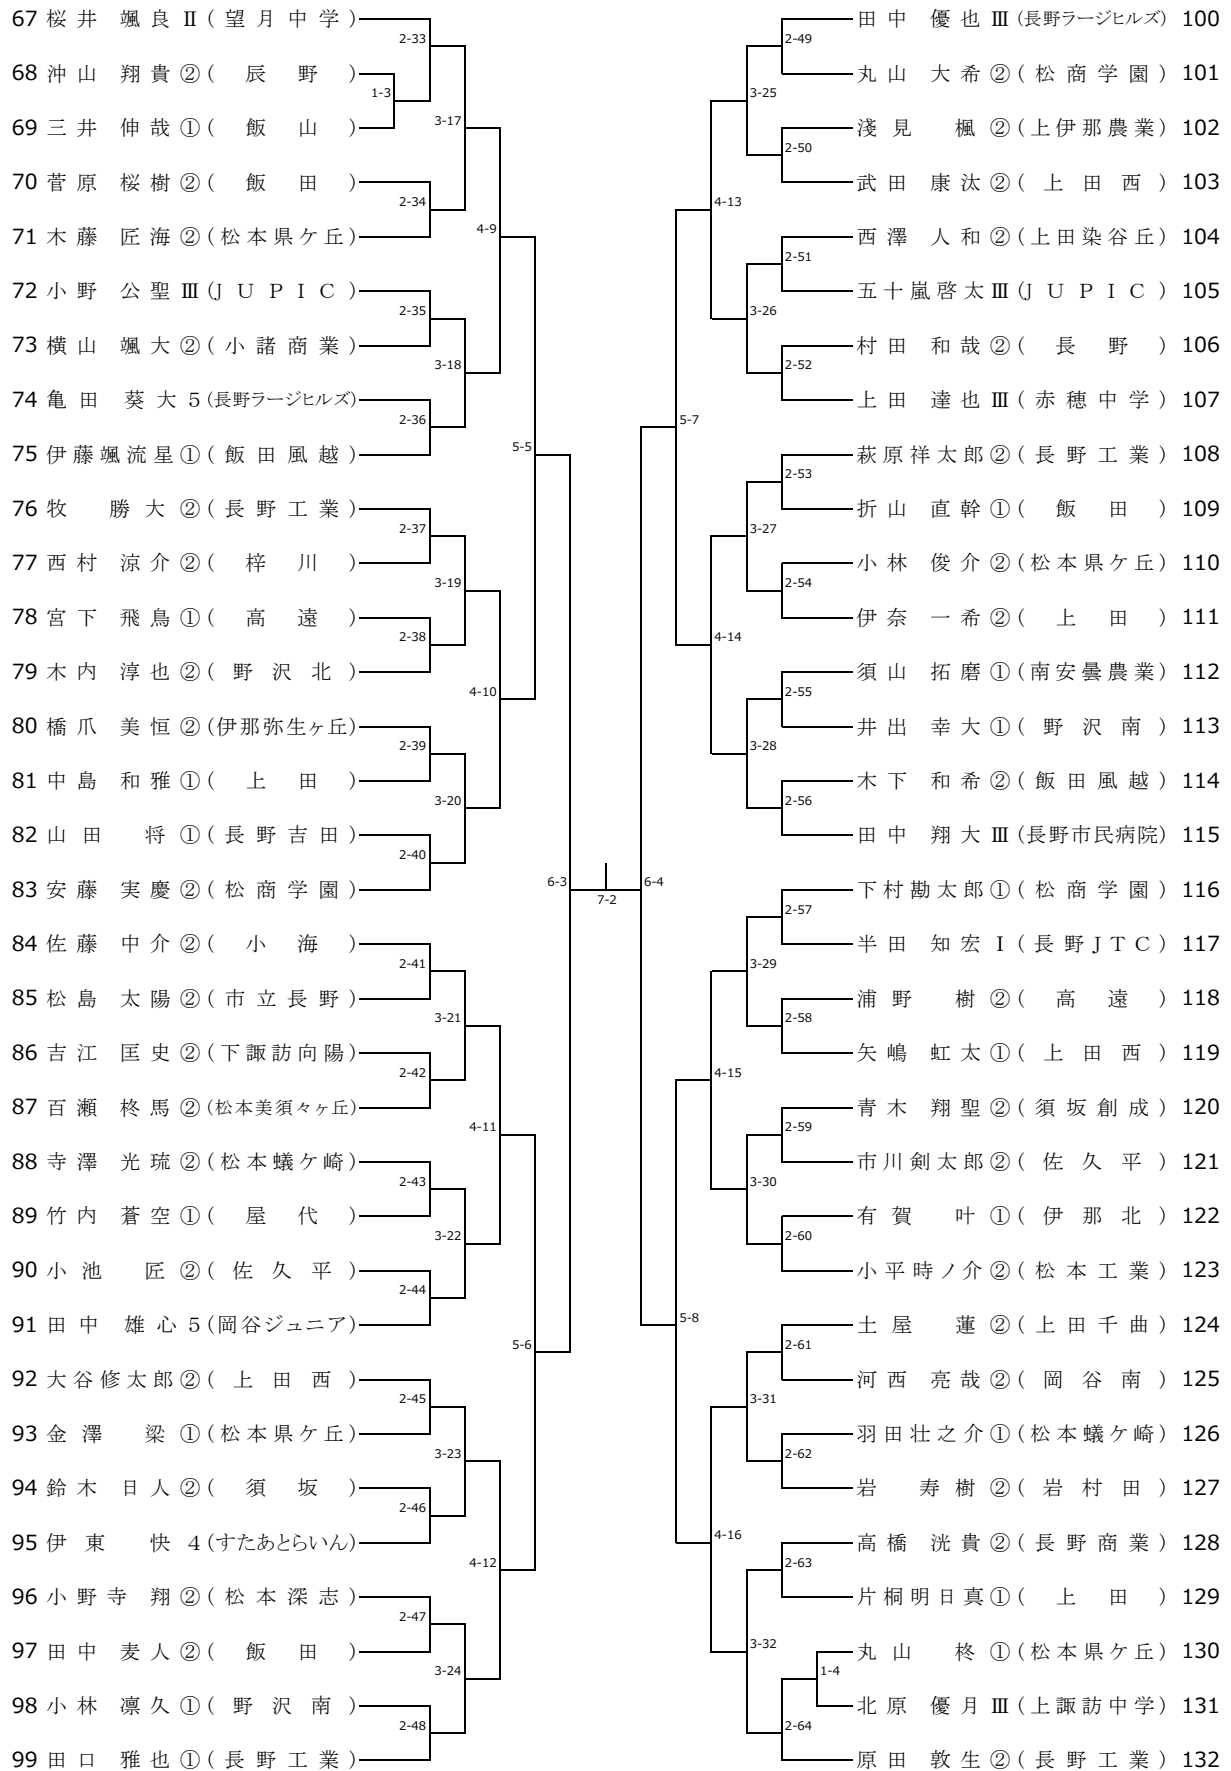 67 桜井 颯良Ⅱ(望月中学)
2-33
68 沖山 翔貴②(辰野)
1-3
69 三井 伸哉①(飯山)
3-17
70 菅原 桜樹②(飯田)
2-34
71 木藤 匠海②(松本県ケ丘)
4-9
72 小野 公聖Ⅲ(JUPIC)
2-35
73 横山 颯大②(小諸商業)
3-18
74 亀田 葵大5(長野ラージヒルズ)
2-36
75 伊藤颯流星①(飯田風越)
5-5
76 牧 勝大②(長野工業)
2-37
77 西村 涼介②(梓川)
3-19
78 宮下 飛鳥①(高遠)
2-38
79 木内 淳也②(野沢北)
4-10
80 橋爪 美恒②(伊那弥生ヶ丘)
2-39
81 中島 和雅①(上田)
3-20
82 山田 将①(長野吉田)
2-40
83 安藤 実慶②(松商学園)
6-3
84 佐藤 中介②(小海)
2-41
85 松島 太陽②(市立長野)
3-21
86 吉江 匡史②(下諏訪向陽)
2-42
87 百瀬 柊馬②(松本美須々ヶ丘)
4-11
88 寺澤 光琉②(松本蟻ケ崎)
2-43
89 竹内 蒼空①(屋代)
3-22
90 小池 匠②(佐久平)
2-44
91 田中 雄心5(岡谷ジュニア)
5-6
92 大谷修太郎②(上田西)
2-45
93 金澤 梁①(松本県ケ丘)
3-23
94 鈴木 日人②(須坂)
2-46
95 伊東 快4(すたあとらいん)
4-12
96 小野寺 翔②(松本深志)
2-47
97 田中 麦人②(飯田)
3-24
98 小林 凛久①(野沢南)
2-48
99 田口 雅也①(長野工業)
7-2
田中 優也Ⅲ(長野ラージヒルズ) 100
2-49
丸山 大希②(松商学園) 101
3-25
淺見 楓②(上伊那農業) 102
2-50
武田 康汰②(上田西) 103
4-13
西澤 人和②(上田染谷丘) 104
2-51
五十嵐啓太Ⅲ(JUPIC) 105
3-26
村田 和哉②(長野) 106
2-52
上田 達也Ⅲ(赤穂中学) 107
5-7
萩原祥太郎②(長野工業) 108
2-53
折山 直幹①(飯田) 109
3-27
小林 俊介②(松本県ケ丘) 110
2-54
伊奈 一希②(上田) 111
4-14
須山 拓磨①(南安曇農業) 112
2-55
井出 幸大①(野沢南) 113
3-28
木下 和希②(飯田風越) 114
2-56
田中 翔大Ⅲ(長野市民病院) 115
6-4
下村勘太郎①(松商学園) 116
2-57
半田 知宏Ⅰ(長野JTC) 117
3-29
浦野 樹②(高遠) 118
2-58
矢嶋 虹太①(上田西) 119
4-15
青木 翔聖②(須坂創成) 120
2-59
市川剣太郎②(佐久平) 121
3-30
有賀 叶①(伊那北) 122
2-60
小平時ノ介②(松本工業) 123
5-8
土屋 蓮②(上田千曲) 124
2-61
河西 亮哉②(岡谷南) 125
3-31
羽田壮之介①(松本蟻ケ崎) 126
2-62
岩 寿樹②(岩村田) 127
4-16
高橋 洸貴②(長野商業) 128
2-63
片桐明日真①(上田) 129
3-32
丸山 柊①(松本県ケ丘) 130
1-4
北原 優月Ⅲ(上諏訪中学) 131
2-64
原田 敦生②(長野工業) 132